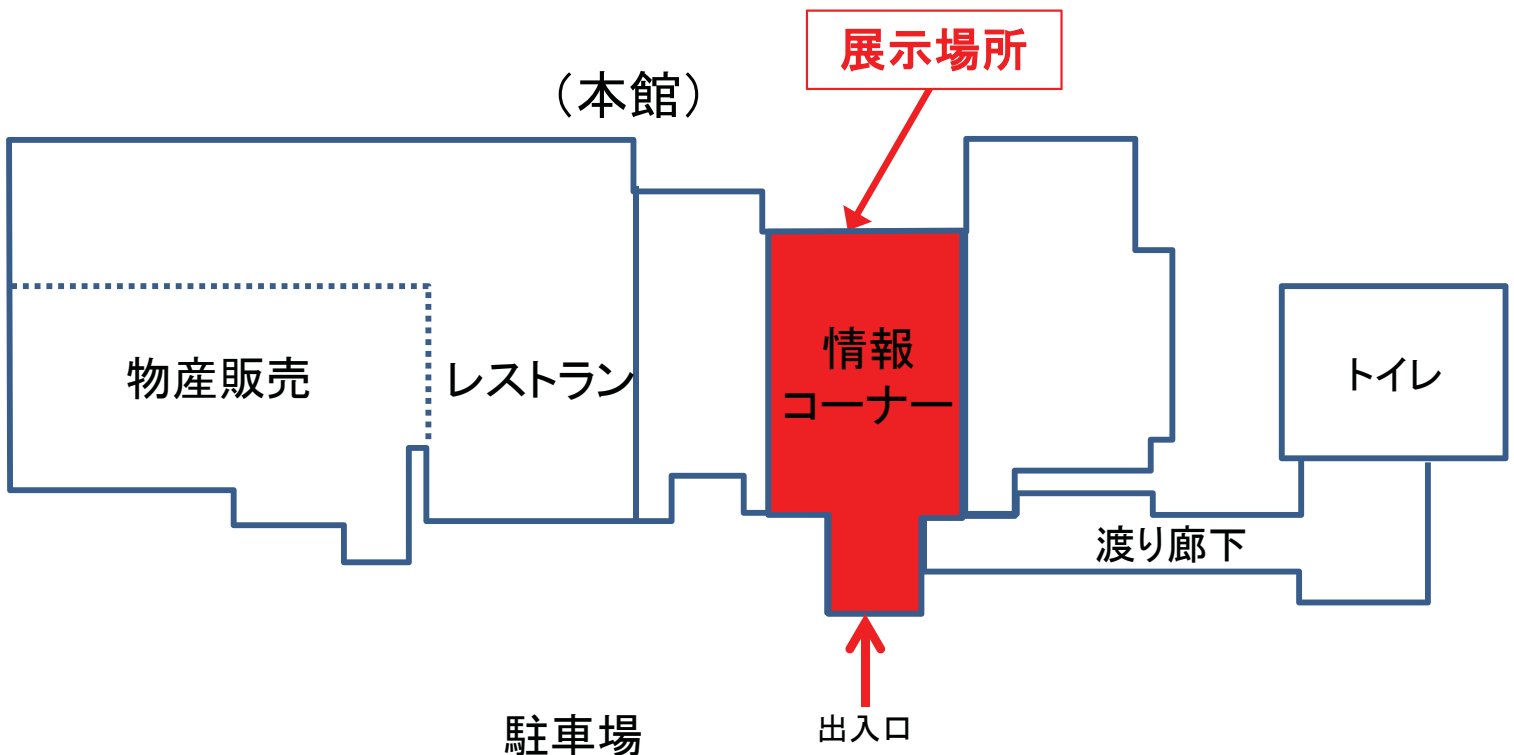 展示場所
（本館）
物産販売
レストラン
情報
コーナー
トイレ
渡り廊下
駐車場
出入口